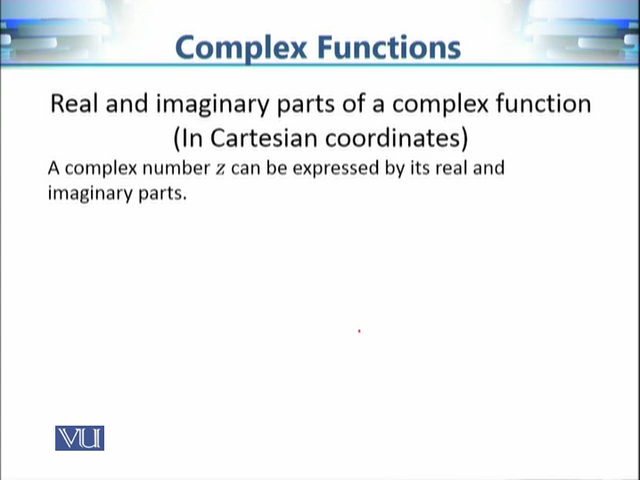 Complex Functions
Real and imaginary parts of a complex function
(In Cartesian coordinates)
A complex number z can be expressed by its real and
imaginary parts.
VU